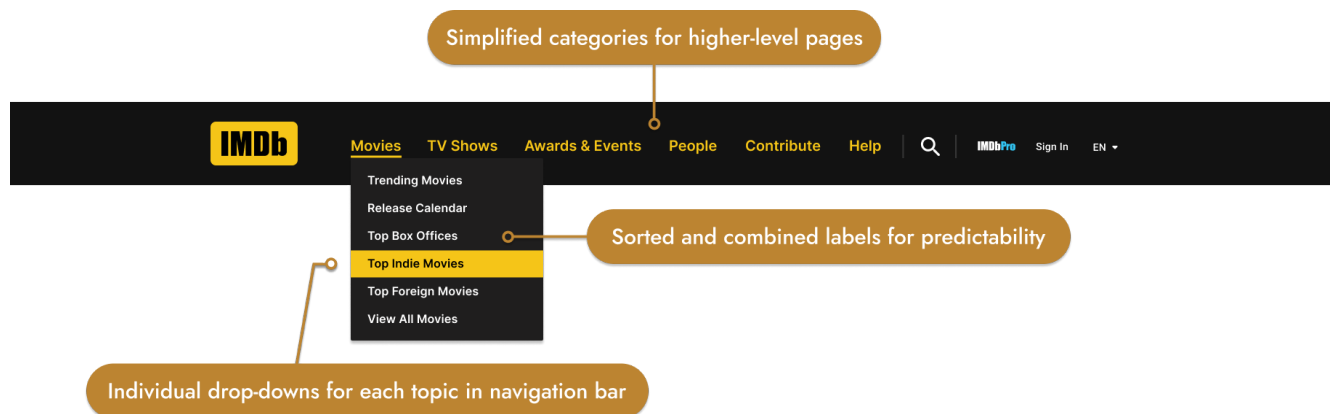 Simplified categories for higher-level pages
IMDb Movies TV Shows Awards & Events People Contribute Help IMDbPro Sign In EN
Trending Movies
Release Calendar
Top Box Offices
Sorted and combined labels for predictability
Top Indie Movies
Top Foreign Movies
View All Movies
Individual drop-downs for each topic in navigation bar